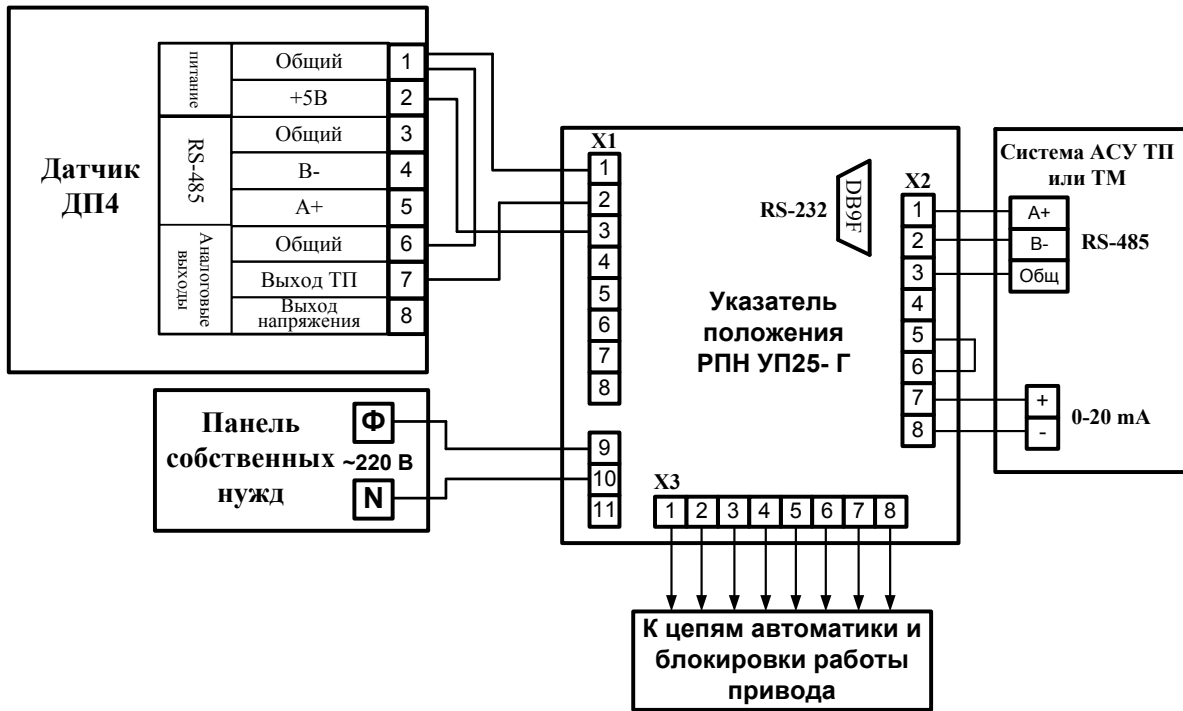 Датчик
ДП4
питание
RS-485
Аналоговые
выходы
Общий 1
+5В 2
Общий 3
В- 4
А+ 5
Общий 6
Выход ТП 7
Выход
напряжения 8
Панель
собственных
нужд
Ф
~220 В
N
X1
1
2
3
4
5
6
7
8
9
10
11
RS-232
DB9F
Указатель
положения
РПН УП25- Г
X2
1
2
3
4
5
6
7
8
X3
1 2 3 4 5 6 7 8
Система АСУ ТП
или ТМ
А+
В-
Общ
RS-485
+
-
0-20 mA
К цепям автоматики и
блокировки работы
привода